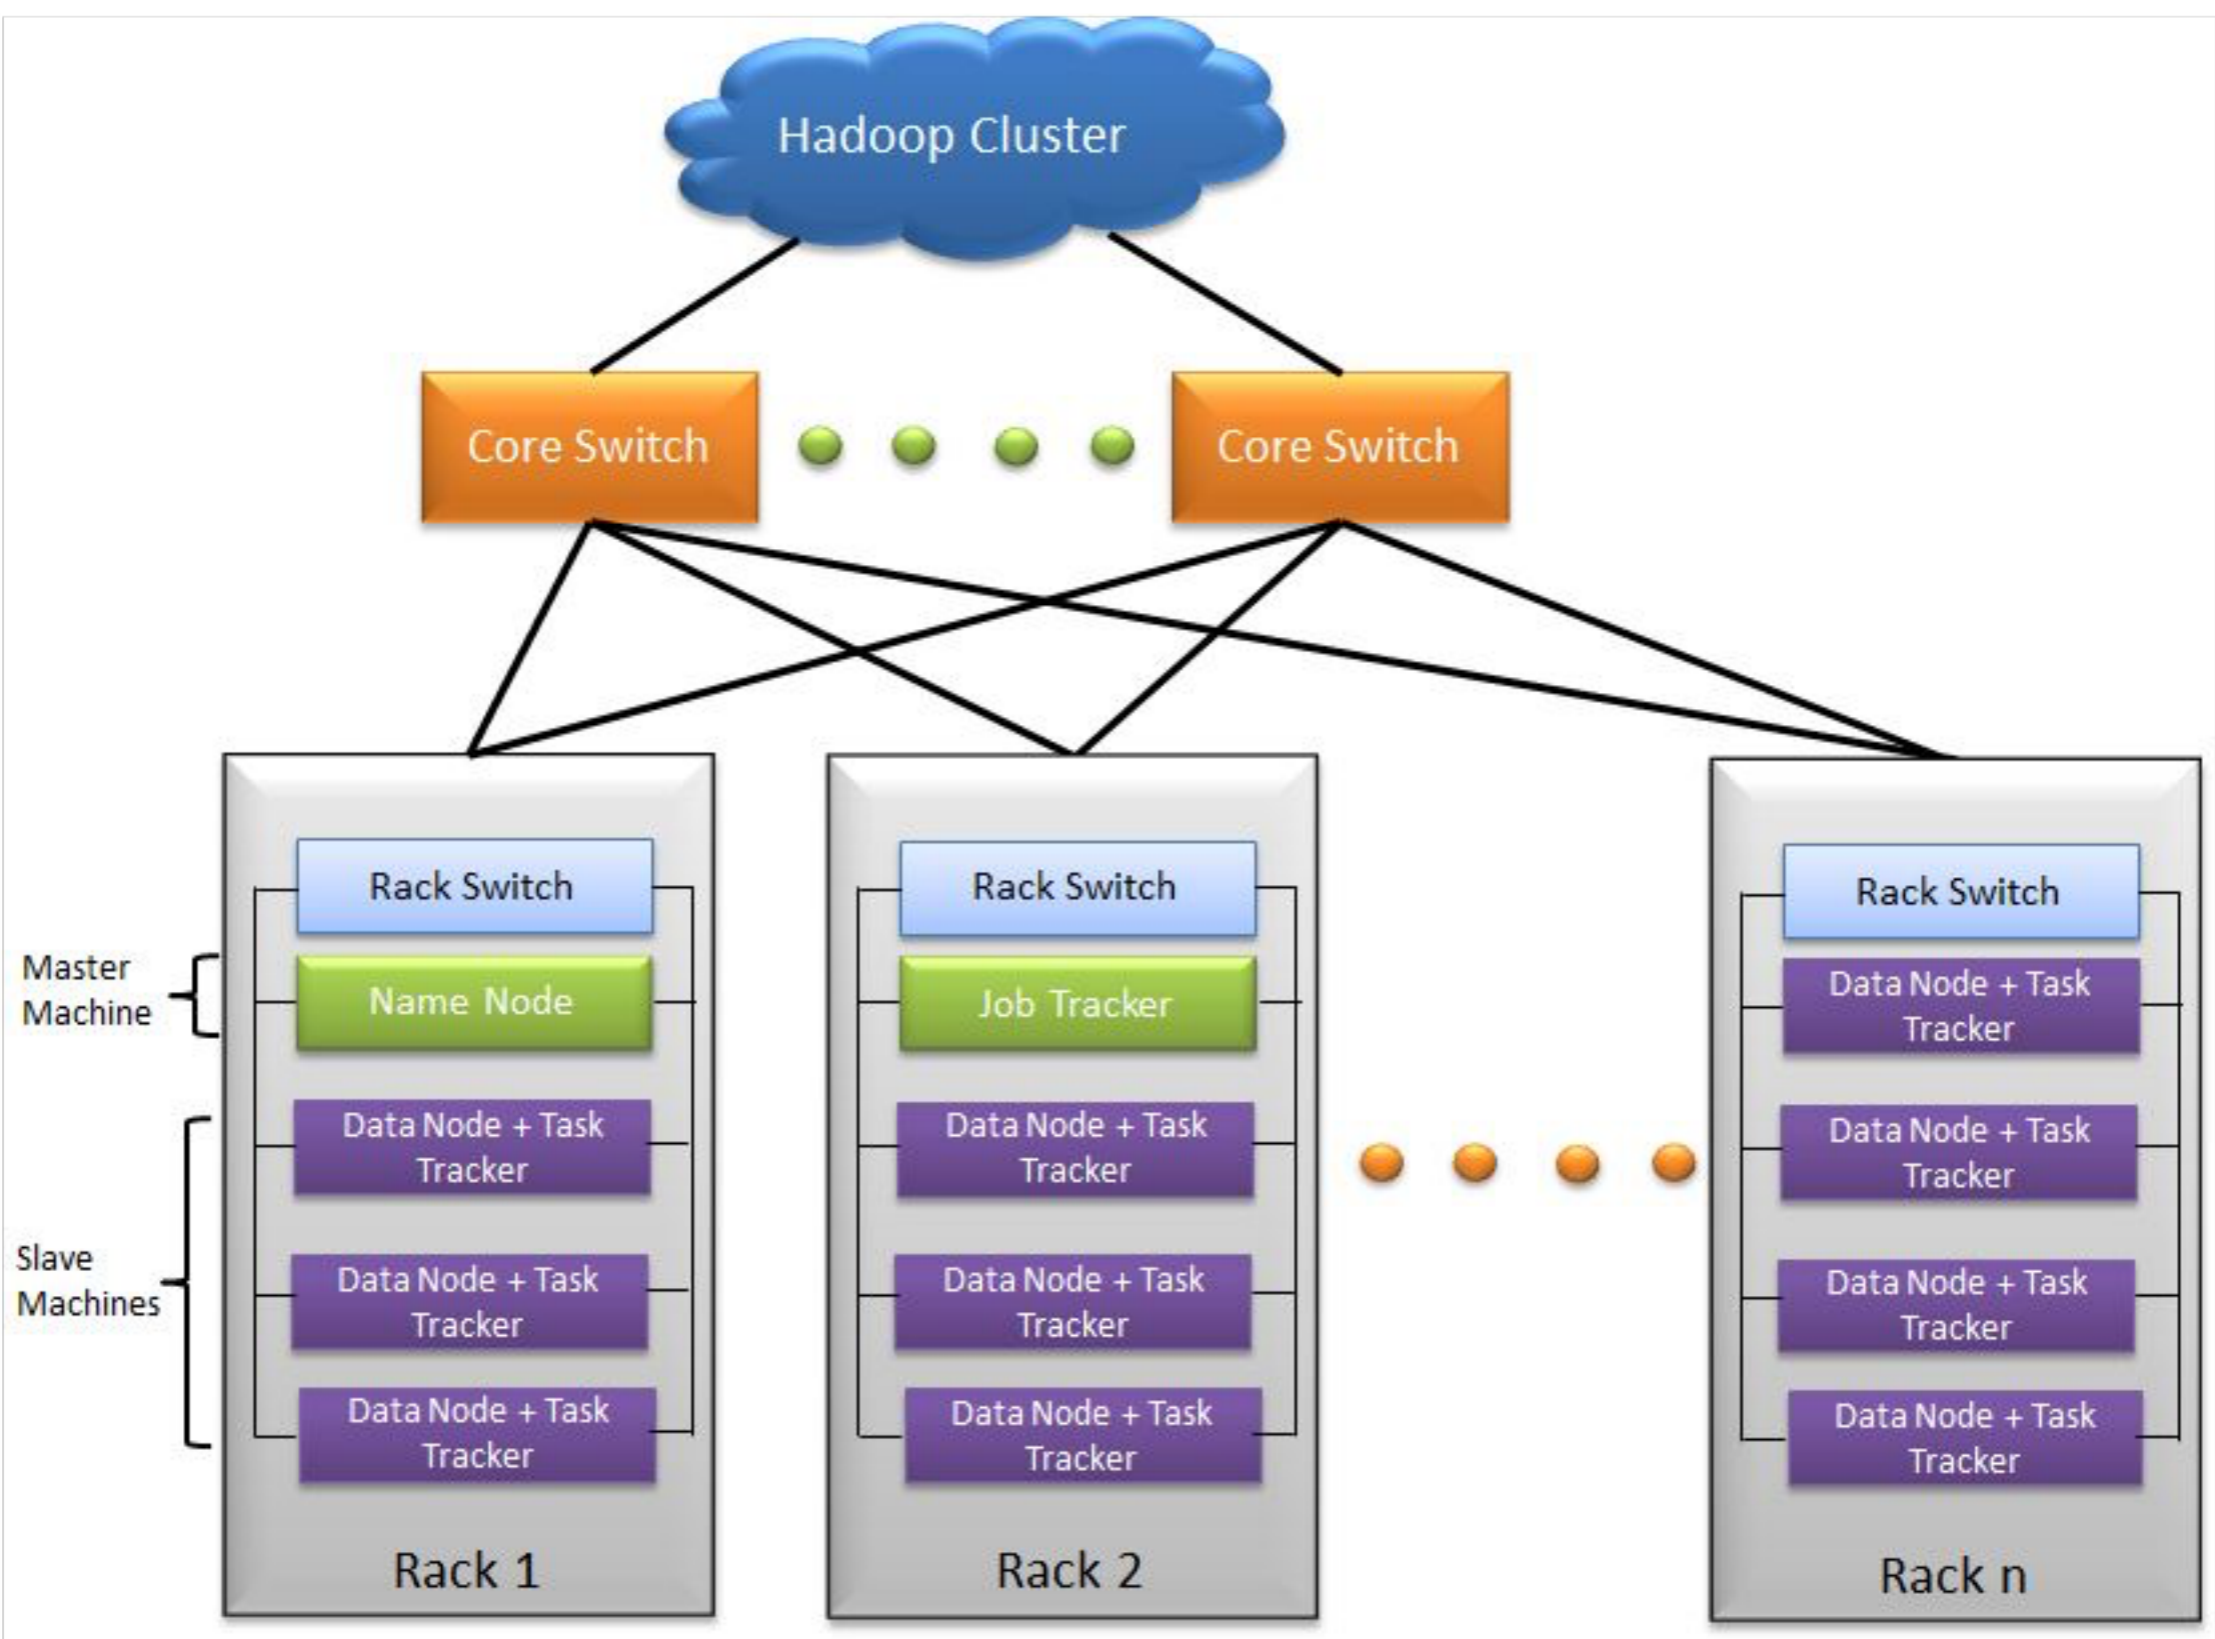 Hadoop Cluster
Core Switch
Core Switch
Rack Switch
Rack Switch
Rack Switch
Master
Machine
Name Node
Job Tracker
Data Node + Task
Tracker
Slave
Machines
Data Node + Task
Tracker
Data Node + Task
Tracker
Data Node + Task
Tracker
Data Node + Task
Tracker
Data Node + Task
Tracker
Data Node + Task
Tracker
Data Node + Task
Tracker
Data Node + Task
Tracker
Data Node + Task
Tracker
Rack 1
Rack 2
Rack n